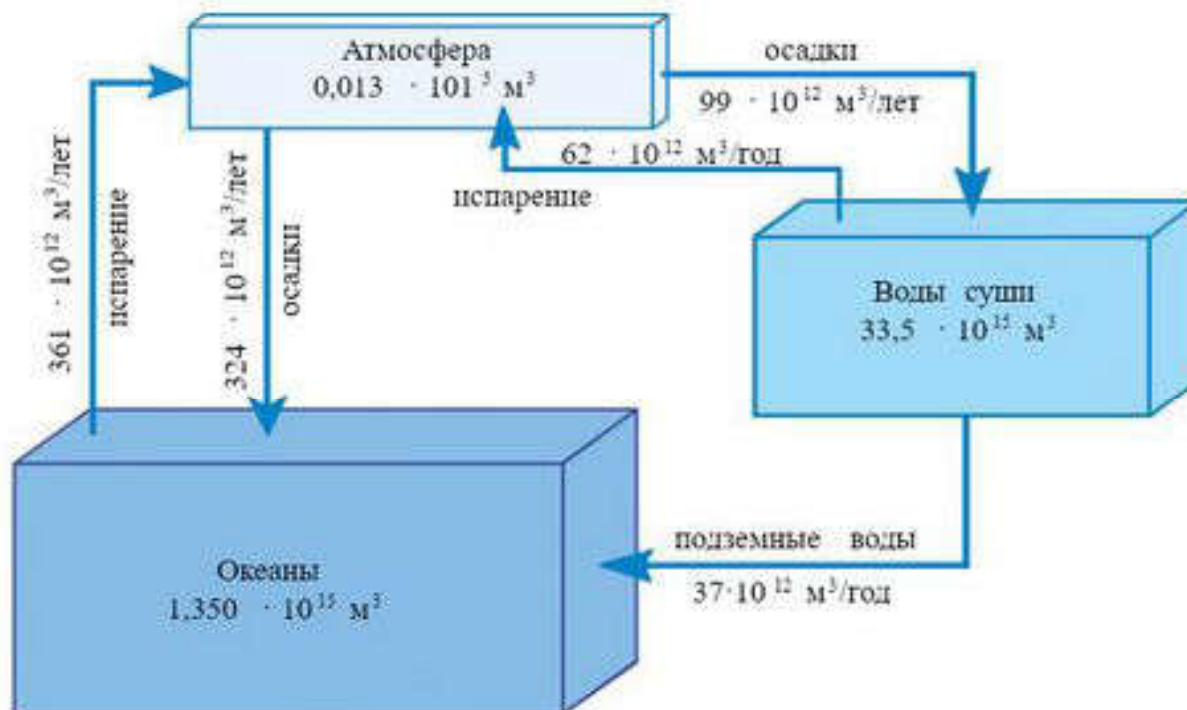 Атмосфера
0,013 · 101⁵ м³
осадки
99 · 10¹² м³/лет
62 · 10¹² м³/год
испарение
361 · 10¹² м³/лет
испарение
324 · 10¹² м³/лет
осадки
Воды суши
33,5 · 10¹⁵ м³
подземные воды
37·10¹² м³/год
Океаны
1,350 · 10¹⁵ м³